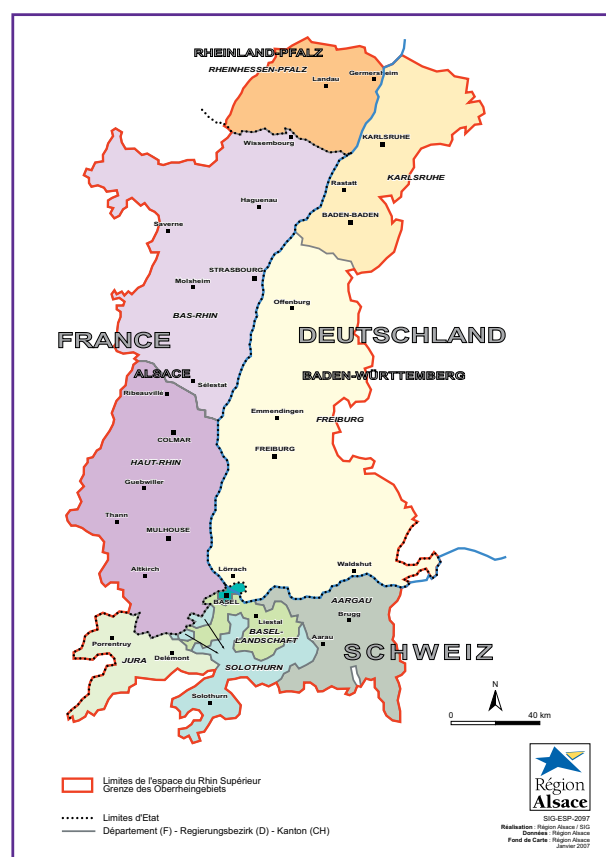 RHEINLAND-PFALZ
RHEINHESSEN-PFALZ
Germersheim
Landau
Wissembourg
KARLSRUHE
KARLSRUHE
Rastatt
Haguenau
BADEN-BADEN
Saverne
STRASBOURG
Molsheim
Offenburg
BAS-RHIN
FRANCE
DEUTSCHLAND
ALSACE
BADEN-WÜRTTEMBERG
Sélestat
Ribeauvillé
Emmendingen
FREIBURG
COLMAR
FREIBURG
HAUT-RHIN
Guebwiller
Thann
MULHOUSE
Altkirch
Lörrach
Waldshut
BASEL
AARGAU
Liestal
Brugg
BASEL-
LANDSCHAFT
Aarau
Porrentruy
JURA
Delémont
SOLOTHURN
SCHWEIZ
Solothurn
N
0
40 km
Limites de l'espace du Rhin Supérieur
Grenze des Oberrheingebiets
Limites d'Etat
Département (F) - Regierungsbezirk (D) - Kanton (CH)
Région
Alsace
SIG-ESP-2097
Réalisation : Région Alsace / SIG
Données : Région Alsace
Fond de Carte : Région Alsace
Janvier 2007